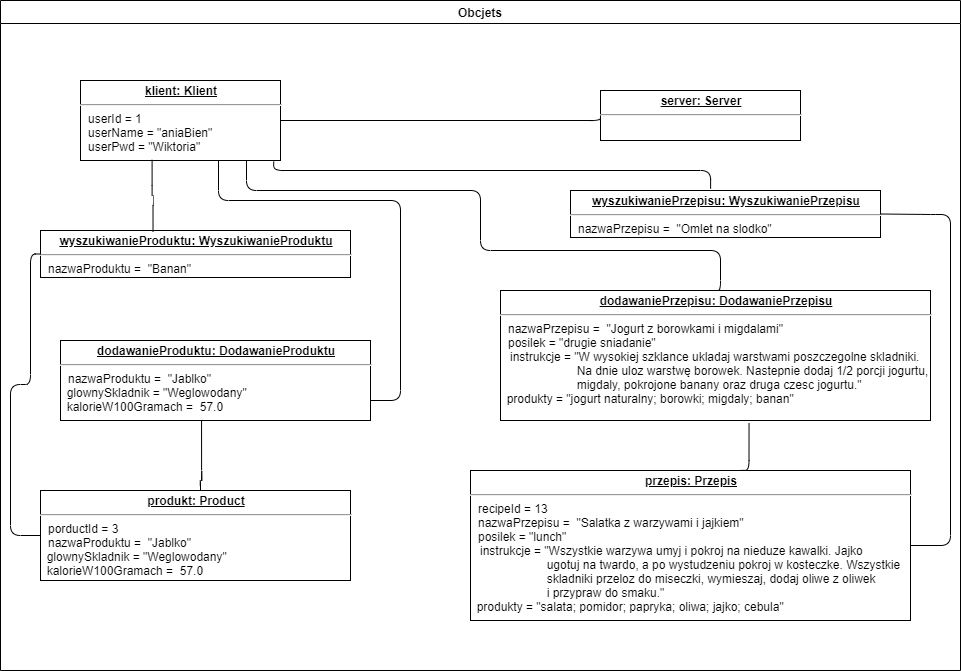 Obcjets
klient: Klient
userId = 1
userName = "aniaBien"
userPwd = "Wiktoria"
server: Server
wyszukiwaniePrzepisu: WyszukiwaniePrzepisu
nazwaPrzepisu =  "Omlet na slodko"
wyszukiwanieProduktu: WyszukiwanieProduktu
nazwaProduktu =  "Banan"
dodawaniePrzepisu: DodawaniePrzepisu
nazwaPrzepisu =  "Jogurt z borowkami i migdalami"
posilek = "drugie sniadanie"
instrukcje = "W wysokiej szklance ukladaj warstwami poszczegolne skladniki.
Na dnie uloz warstwę borowek. Nastepnie dodaj 1/2 porcji jogurtu,
migdaly, pokrojone banany oraz druga czesc jogurtu."
produkty = "jogurt naturalny; borowki; migdaly; banan"
dodawanieProduktu: DodawanieProduktu
nazwaProduktu =  "Jablko"
glownySkladnik = "Weglowodany"
kalorieW100Gramach =  57.0
produkt: Product
porductId = 3
nazwaProduktu =  "Jablko"
glownySkladnik = "Weglowodany"
kalorieW100Gramach =  57.0
przepis: Przepis
recipeId = 13
nazwaPrzepisu =  "Salatka z warzywami i jajkiem"
posilek = "lunch"
instrukcje = "Wszystkie warzywa umyj i pokroj na nieduze kawalki. Jajko
ugotuj na twardo, a po wystudzeniu pokroj w kosteczke. Wszystkie
skladniki przeloz do miseczki, wymieszaj, dodaj oliwe z oliwek
i przypraw do smaku."
produkty = "salata; pomidor; papryka; oliwa; jajko; cebula"